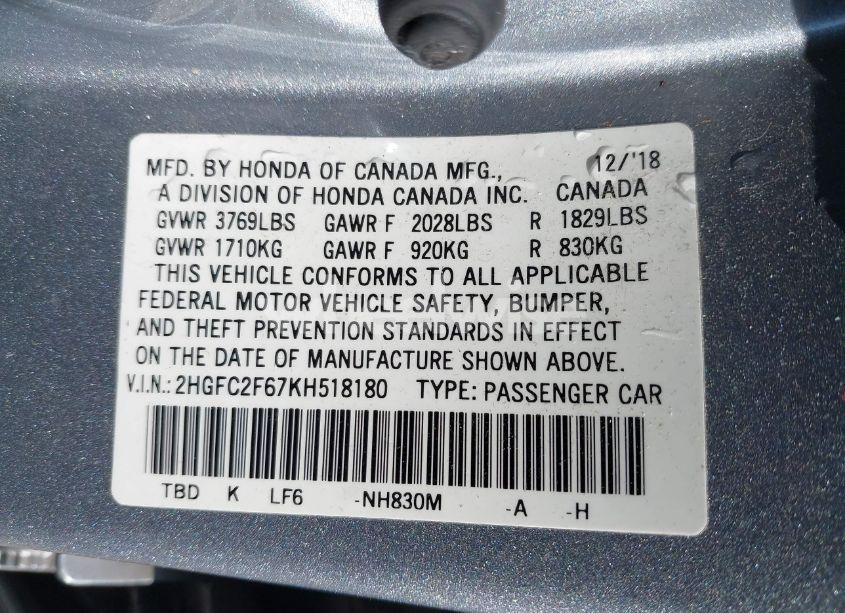 MFD. BY HONDA OF CANADA MFG., 12/'18
A DIVISION OF HONDA CANADA INC. CANADA
GVWR 3769LBS GAWR F 2028LBS R 1829LBS
GVWR 1710KG GAWR F 920KG R 830KG
THIS VEHICLE CONFORMS TO ALL APPLICABLE
FEDERAL MOTOR VEHICLE SAFETY, BUMPER,
AND THEFT PREVENTION STANDARDS IN EFFECT
ON THE DATE OF MANUFACTURE SHOWN ABOVE.
V.I.N.: 2HGFC2F67KH518180 TYPE: PASSENGER CAR
TBD K LF6 -NH830M -A -H